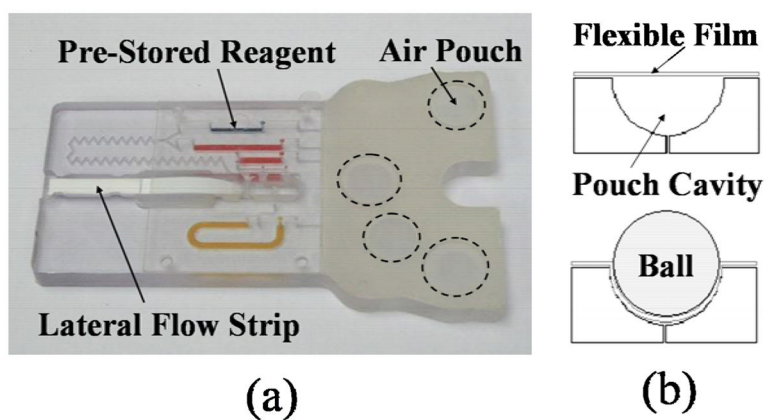 Pre-Stored Reagent
Air Pouch
Lateral Flow Strip
(a)
Flexible Film
Pouch Cavity
Ball
(b)